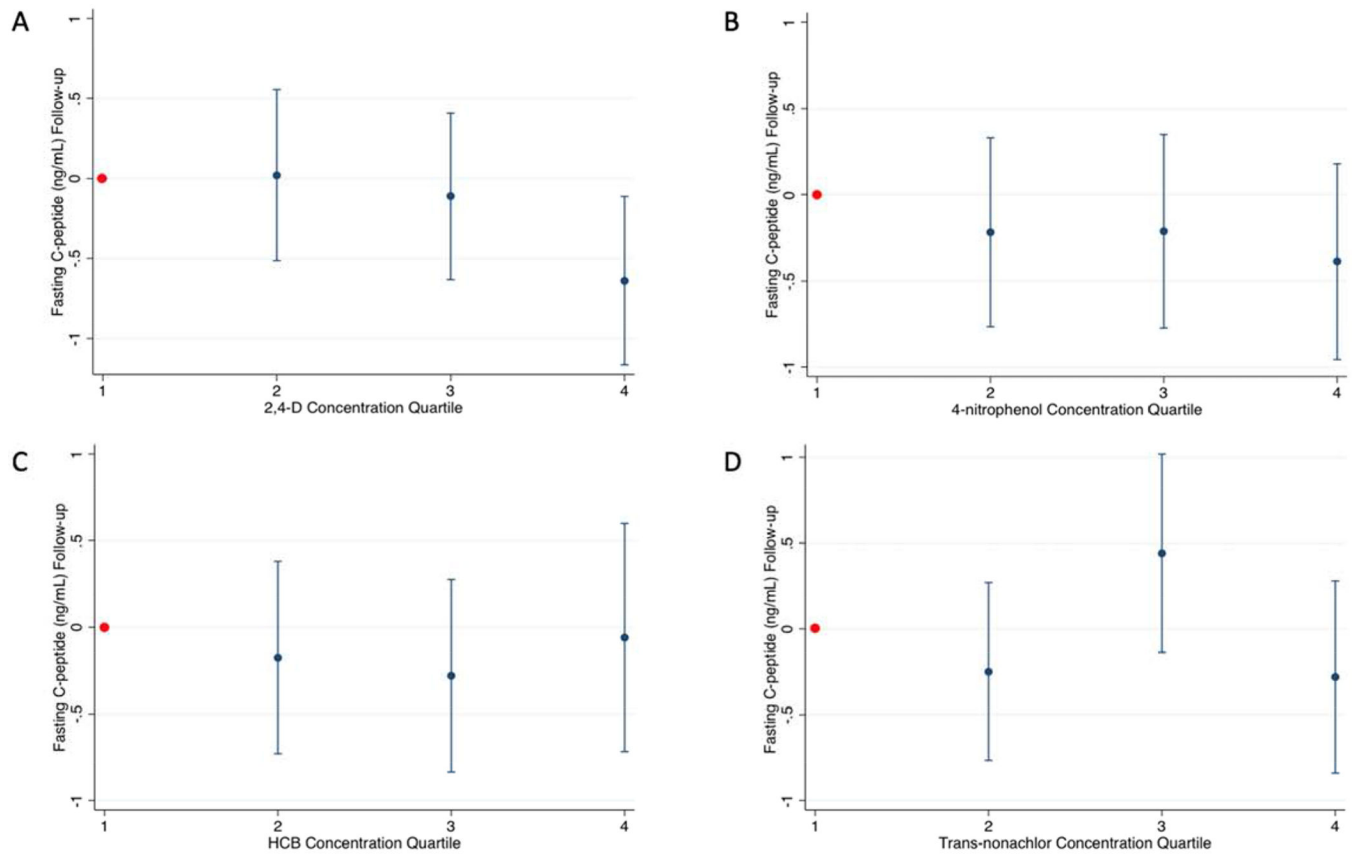 A
Fasting C-peptide (ng/mL) Follow-up
1
.5
0
-.5
-1
1 2 3 4
2,4-D Concentration Quartile
B
Fasting C-peptide (ng/mL) Follow-up
1
.5
0
-.5
-1
1 2 3 4
4-nitrophenol Concentration Quartile
C
Fasting C-peptide (ng/mL) Follow-up
1
.5
0
-.5
-1
1 2 3 4
HCB Concentration Quartile
D
Fasting C-peptide (ng/mL) Follow-up
1
.5
0
-.5
-1
1 2 3 4
Trans-nonachlor Concentration Quartile